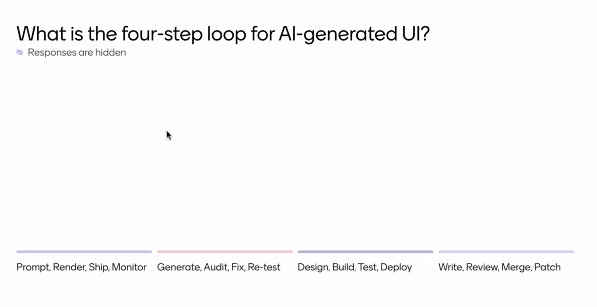 What is the four-step loop for AI-generated UI?
Responses are hidden
Prompt, Render, Ship, Monitor
Generate, Audit, Fix, Re-test
Design, Build, Test, Deploy
Write, Review, Merge, Patch